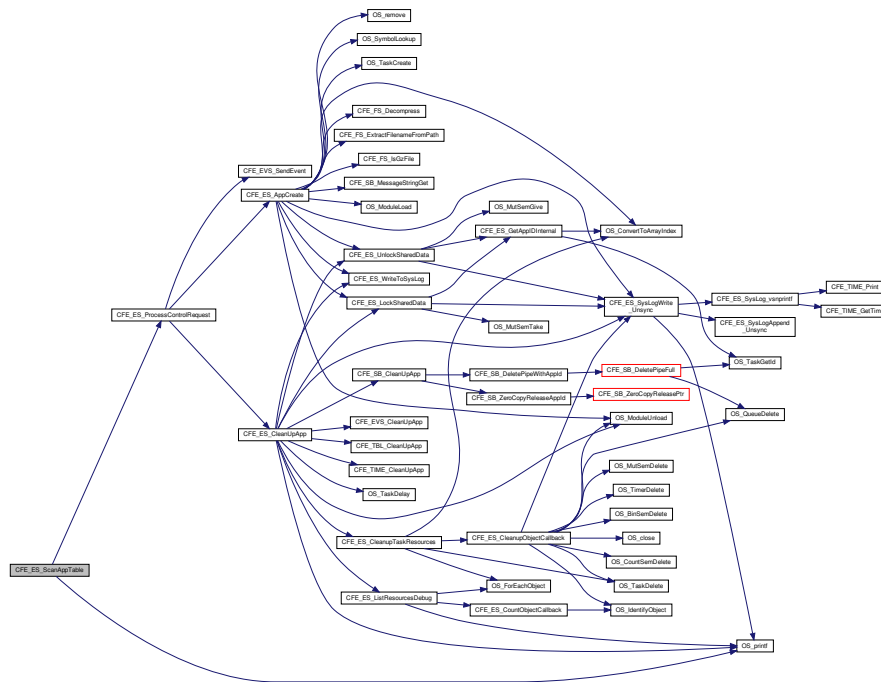 OS_remove
OS_SymbolLookup
OS_TaskCreate
CFE_FS_Decompress
CFE_FS_ExtractFilenameFromPath
CFE_FS_IsGzFile
CFE_EVS_SendEvent
CFE_SB_MessageStringGet
CFE_ES_AppCreate
OS_ModuleLoad
OS_MutSemGive
CFE_ES_GetAppIDInternal
OS_ConvertToArrayIndex
CFE_ES_UnlockSharedData
CFE_ES_WriteToSysLog
CFE_TIME_Print
CFE_ES_LockSharedData
CFE_ES_SysLogWrite
_Unsync
CFE_ES_SysLog_vsnprintf
CFE_TIME_GetTime
CFE_ES_ProcessControlRequest
OS_MutSemTake
CFE_ES_SysLogAppend
_Unsync
OS_TaskGetId
CFE_SB_CleanUpApp
CFE_SB_DeletePipeWithAppId
CFE_SB_DeletePipeFull
CFE_SB_ZeroCopyReleaseAppId
CFE_SB_ZeroCopyReleasePtr
OS_QueueDelete
OS_ModuleUnload
CFE_EVS_CleanUpApp
CFE_ES_CleanUpApp
CFE_TBL_CleanUpApp
CFE_TIME_CleanUpApp
OS_MutSemDelete
OS_TaskDelay
OS_TimerDelete
OS_BinSemDelete
CFE_ES_CleanupTaskResources
CFE_ES_CleanupObjectCallback
OS_close
OS_CountSemDelete
CFE_ES_ScanAppTable
OS_ForEachObject
OS_TaskDelete
CFE_ES_ListResourcesDebug
CFE_ES_CountObjectCallback
OS_IdentifyObject
OS_printf